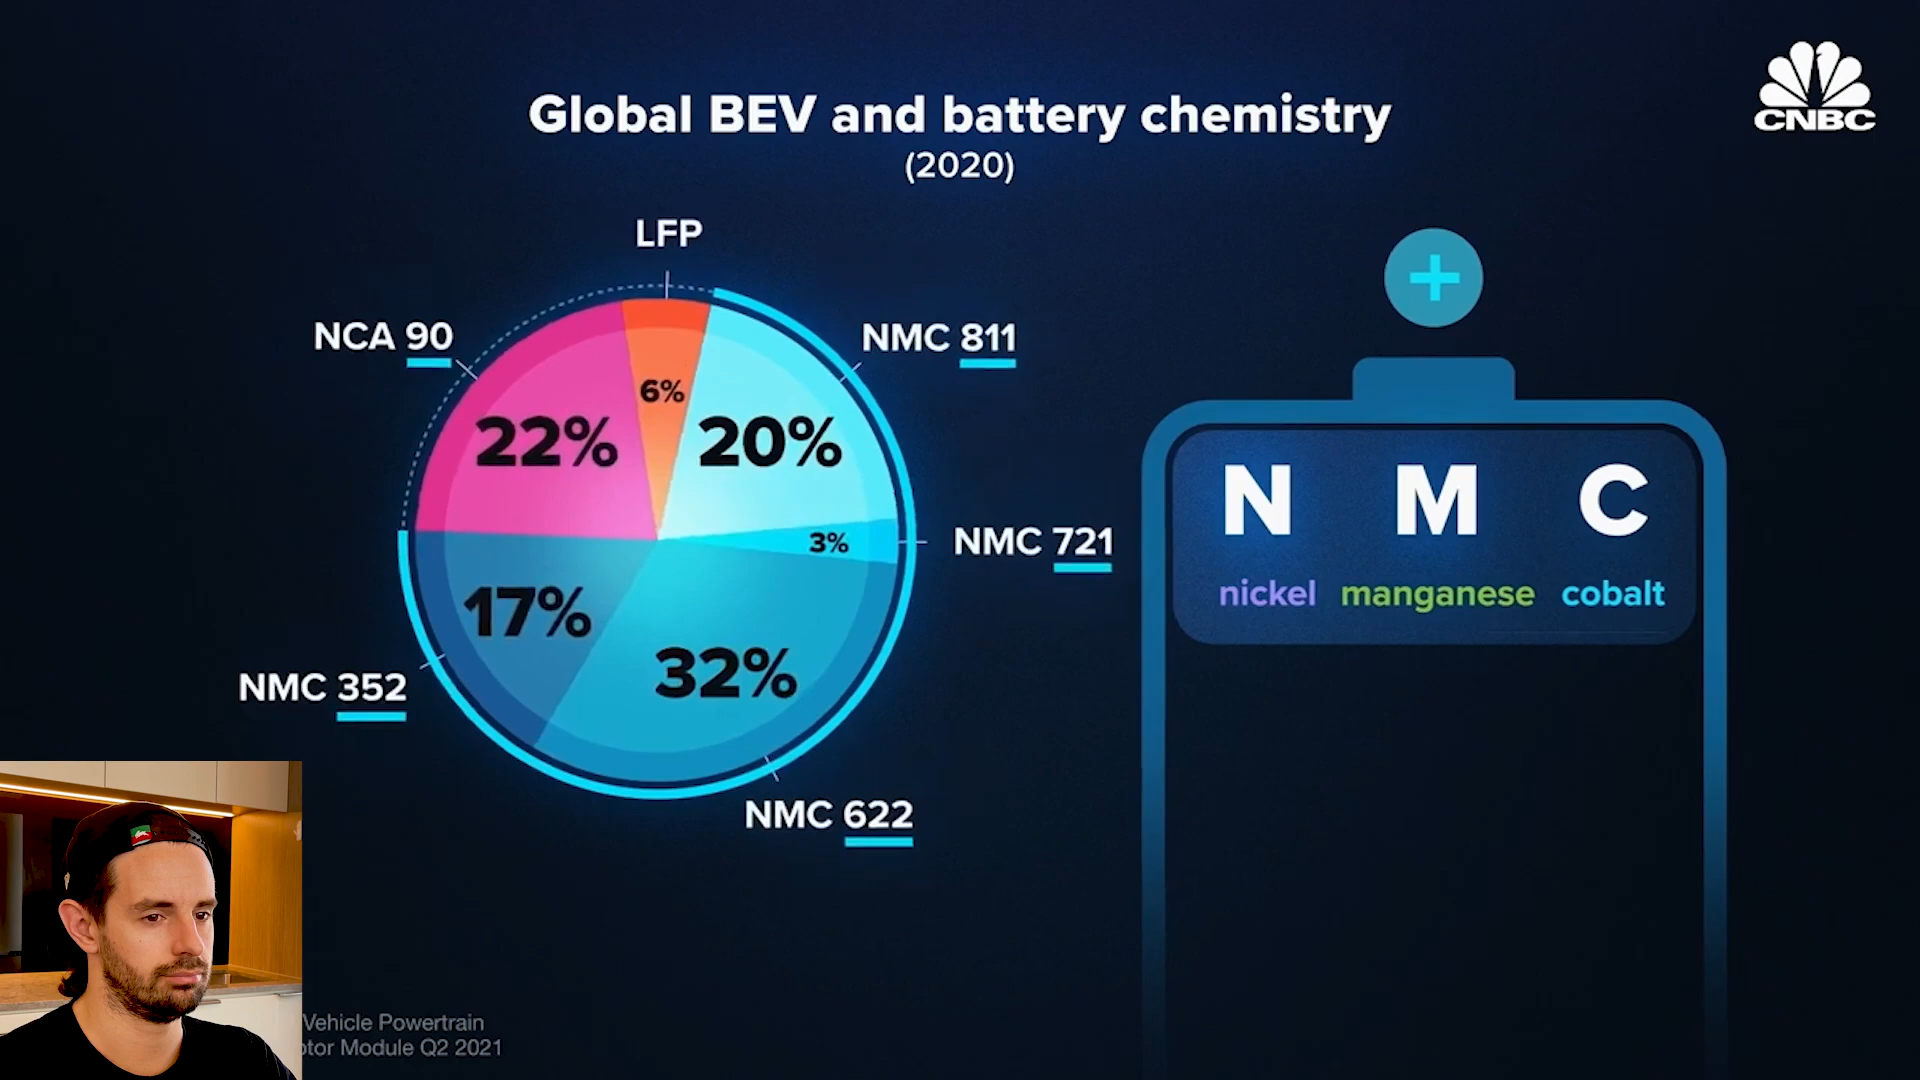 CNBC
Global BEV and battery chemistry
(2020)
LFP
NCA 90
NMC 811
6%
22%
20%
NMC 721
3%
17%
32%
NMC 352
NMC 622
N M C
nickel manganese cobalt
Vehicle Powertrain
Module Q2 2021